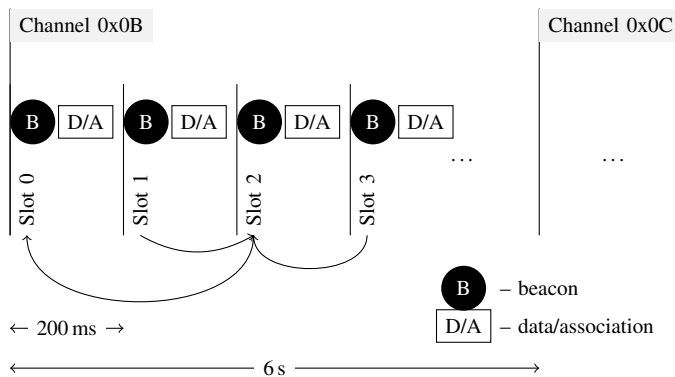 Channel 0x0B
Channel 0x0C
B D/A B D/A B D/A B D/A
... ...
Slot 0 Slot 1 Slot 2 Slot 3
B – beacon
D/A – data/association
200 ms
6 s